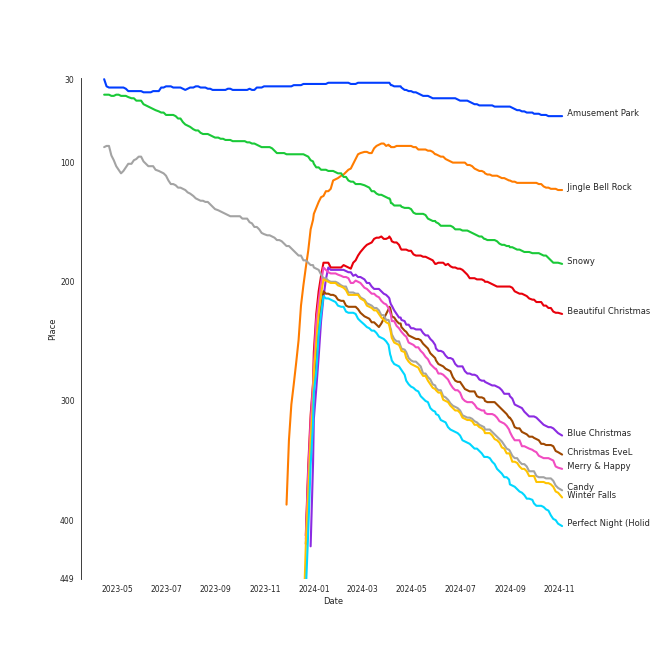 30
100
200
300
400
449
Place
2023-05
2023-07
2023-09
2023-11
2024-01
2024-03
2024-05
2024-07
2024-09
2024-11
Date
Amusement Park
Jingle Bell Rock
Snowy
Beautiful Christmas
Blue Christmas
Christmas EveL
Merry & Happy
Candy
Winter Falls
Perfect Night (Holid